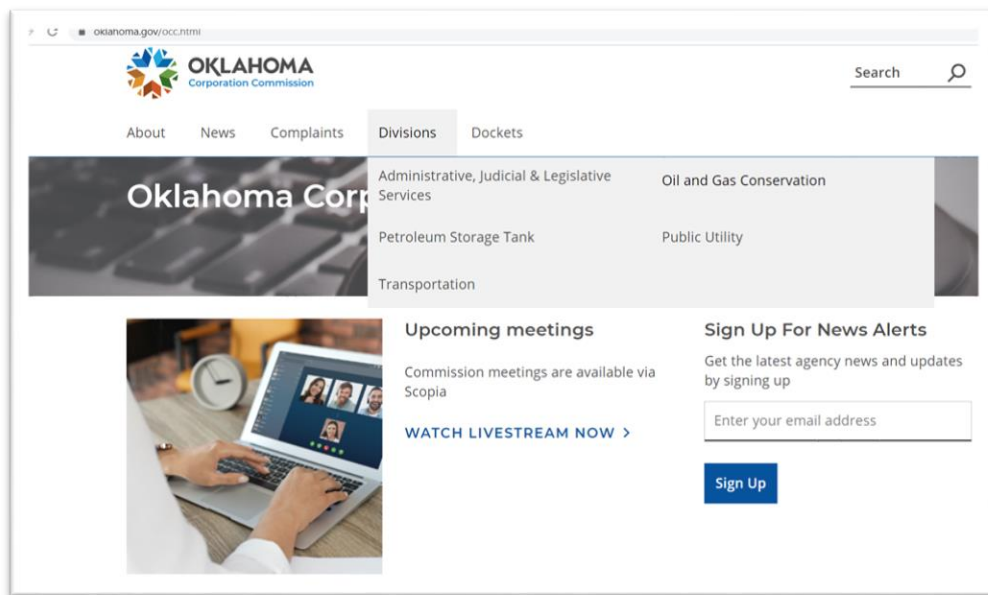 oklahoma.gov/occ.html
OKLAHOMA
Corporation Commission
Search
About News Complaints Divisions Dockets
Oklahoma Corp
Administrative, Judicial & Legislative
Services
Oil and Gas Conservation
Petroleum Storage Tank
Public Utility
Transportation
Upcoming meetings
Commission meetings are available via
Scopia
WATCH LIVESTREAM NOW >
Sign Up For News Alerts
Get the latest agency news and updates
by signing up
Enter your email address
Sign Up